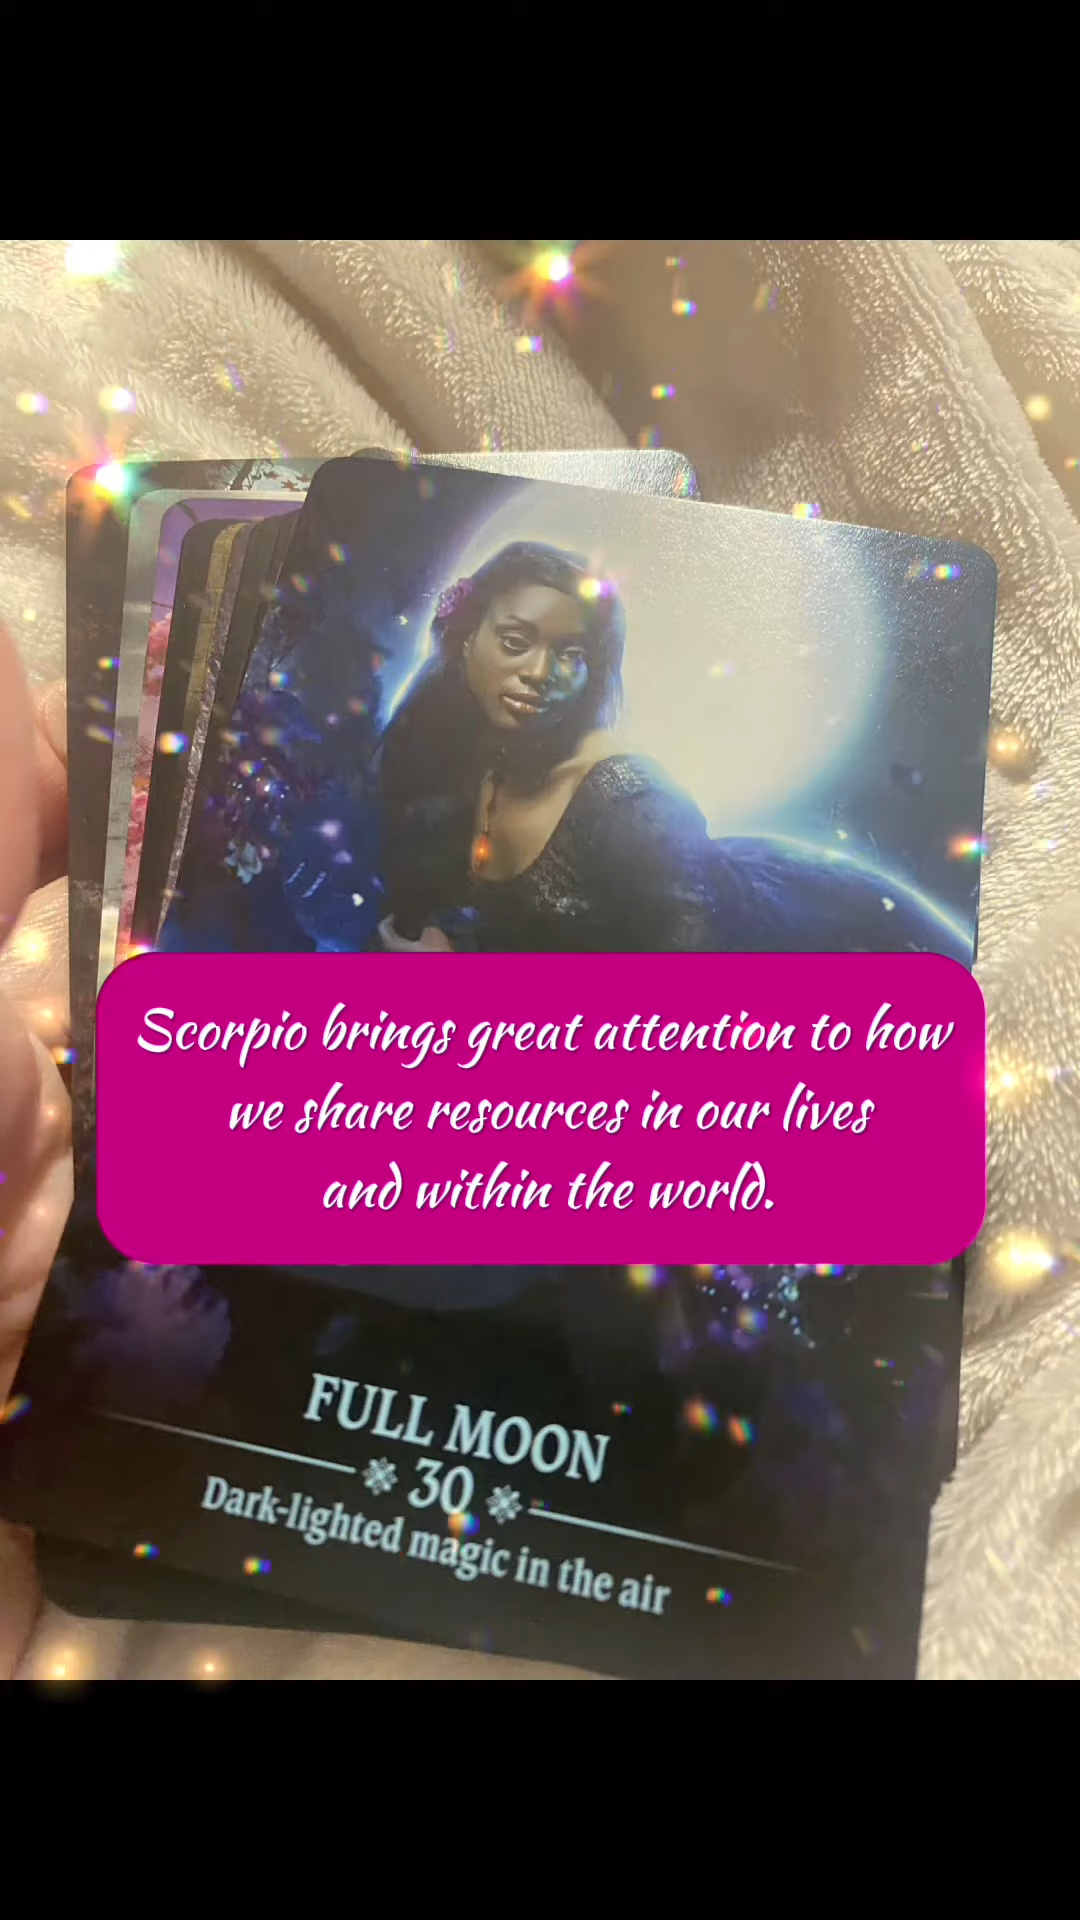 Scorpio brings great attention to how
we share resources in our lives
and within the world.
FULL MOON
30
Dark-lighted magic in the air